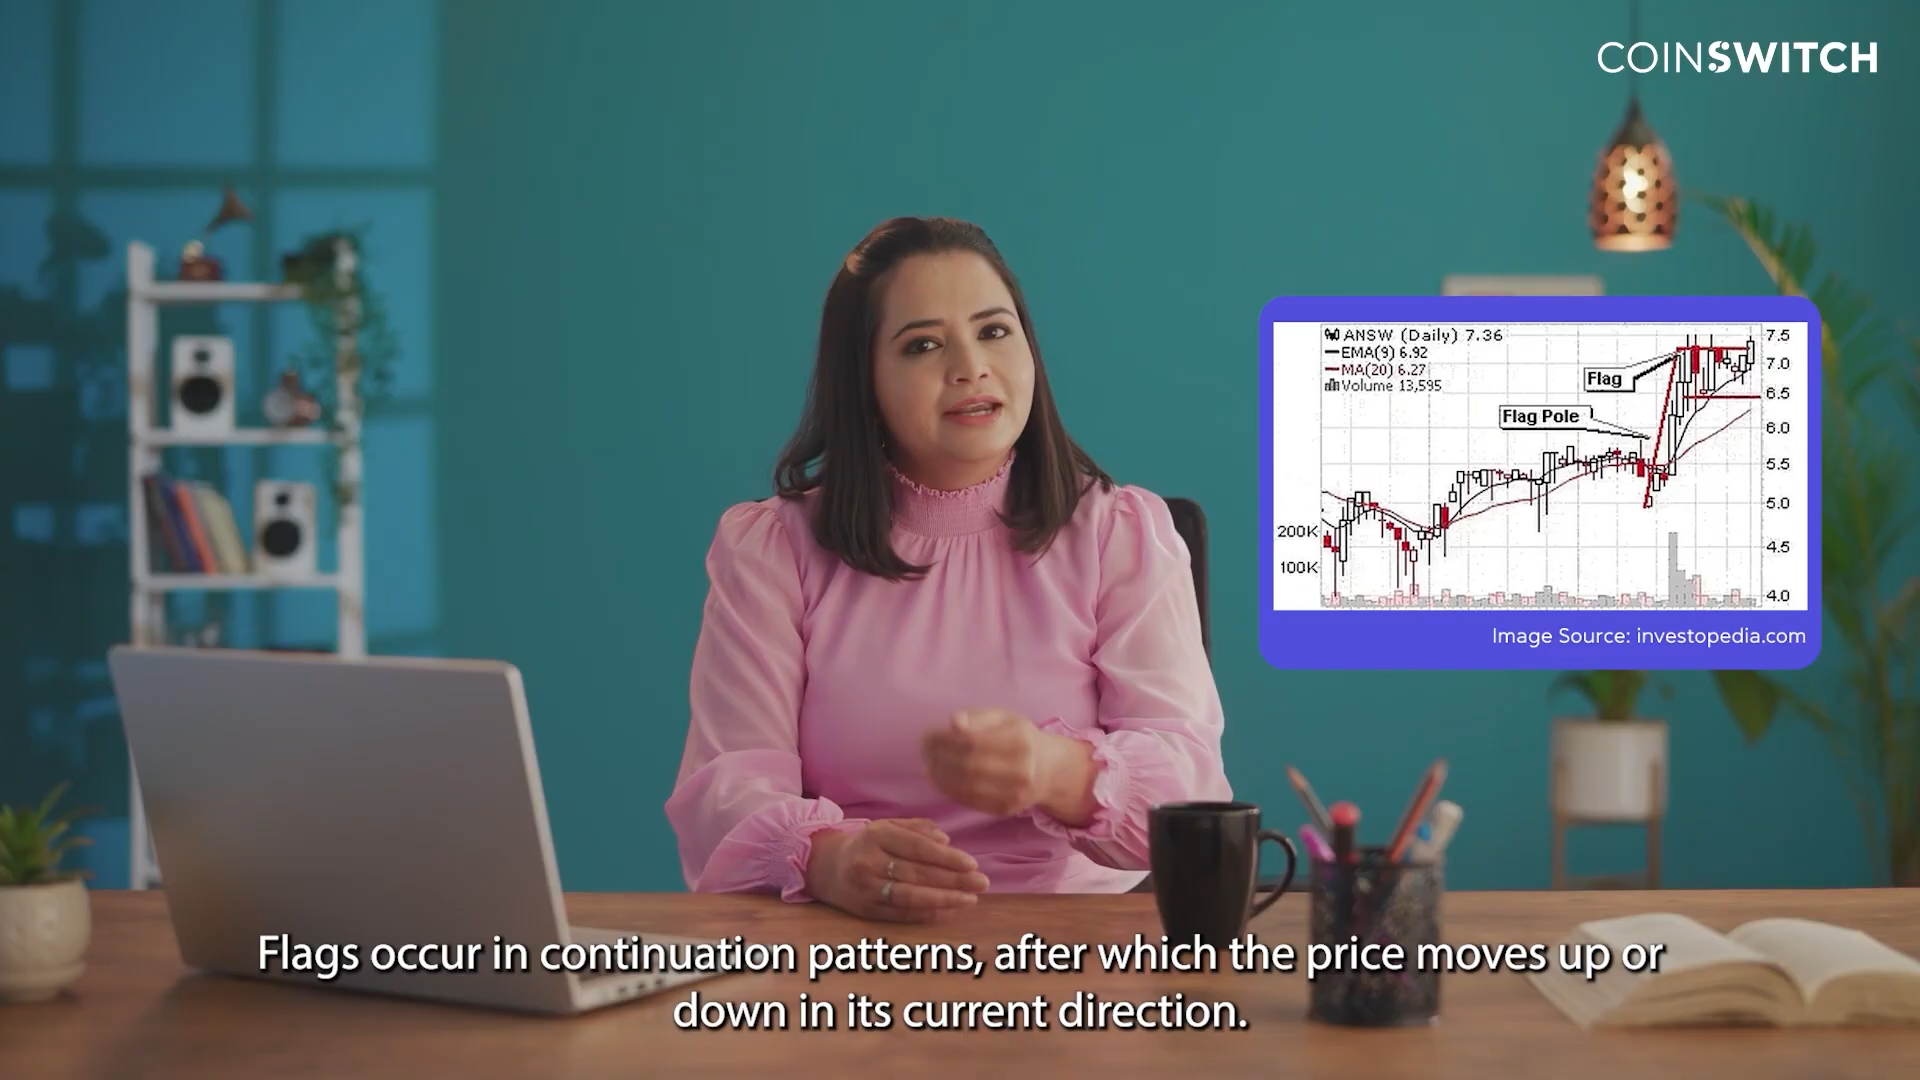 COINSWITCH
ANSW (Daily) 7.36
EMA(9) 6.92
MA(20) 6.27
Volume 13,595
Flag
Flag Pole
7.5
7.0
6.5
6.0
5.5
5.0
4.5
4.0
200K
100K
Image Source: investopedia.com
Flags occur in continuation patterns, after which the price moves up or
down in its current direction.